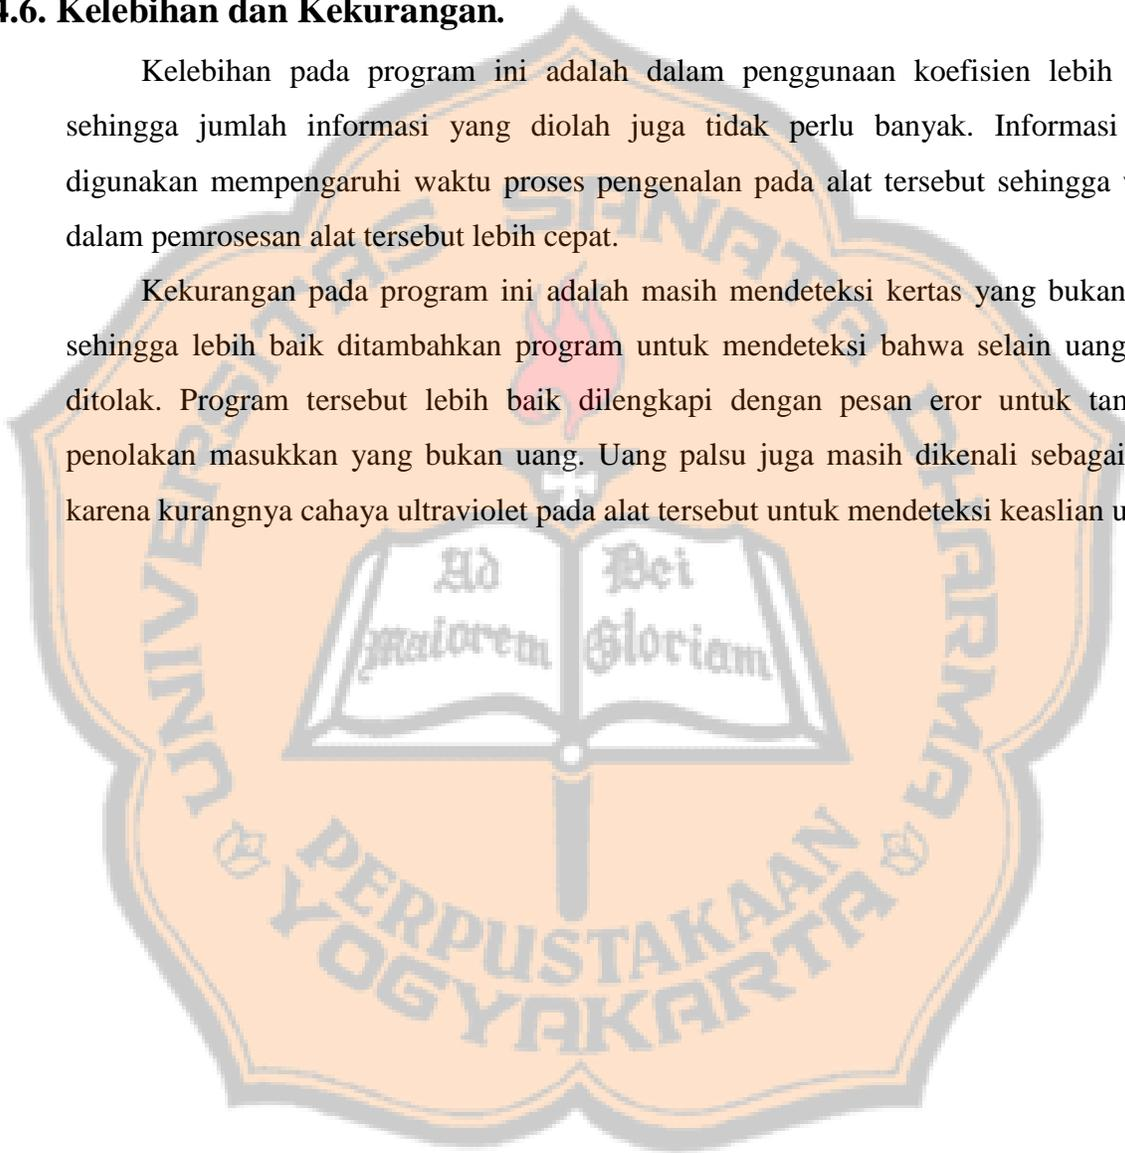 4.6. Kelebihan dan Kekurangan.
Kelebihan pada program ini adalah dalam penggunaan koefisien lebih
sehingga jumlah informasi yang diolah juga tidak perlu banyak. Informasi
digunakan mempengaruhi waktu proses pengenalan pada alat tersebut sehingga
dalam pemrosesan alat tersebut lebih cepat.
Kekurangan pada program ini adalah masih mendeteksi kertas yang bukan
sehingga lebih baik ditambahkan program untuk mendeteksi bahwa selain uang
ditolak. Program tersebut lebih baik dilengkapi dengan pesan eror untuk
penolakan masukkan yang bukan uang. Uang palsu juga masih dikenali sebagai
karena kurangnya cahaya ultraviolet pada alat tersebut untuk mendeteksi keaslian
UNIVERSITAS SANATA DHARMA
Ad Dei
maiorem Gloriam
PERPUSTAKAAN
YOGYAKARTA